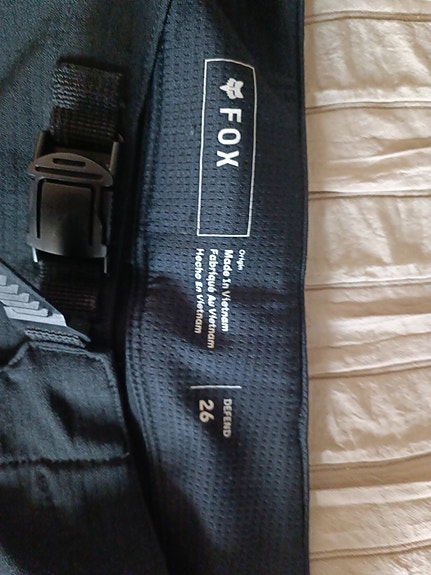 FOX
Origin
Made In Vietnam
Fabriqué Au Vietnam
Hecho En Vietnam
DEFEND
26